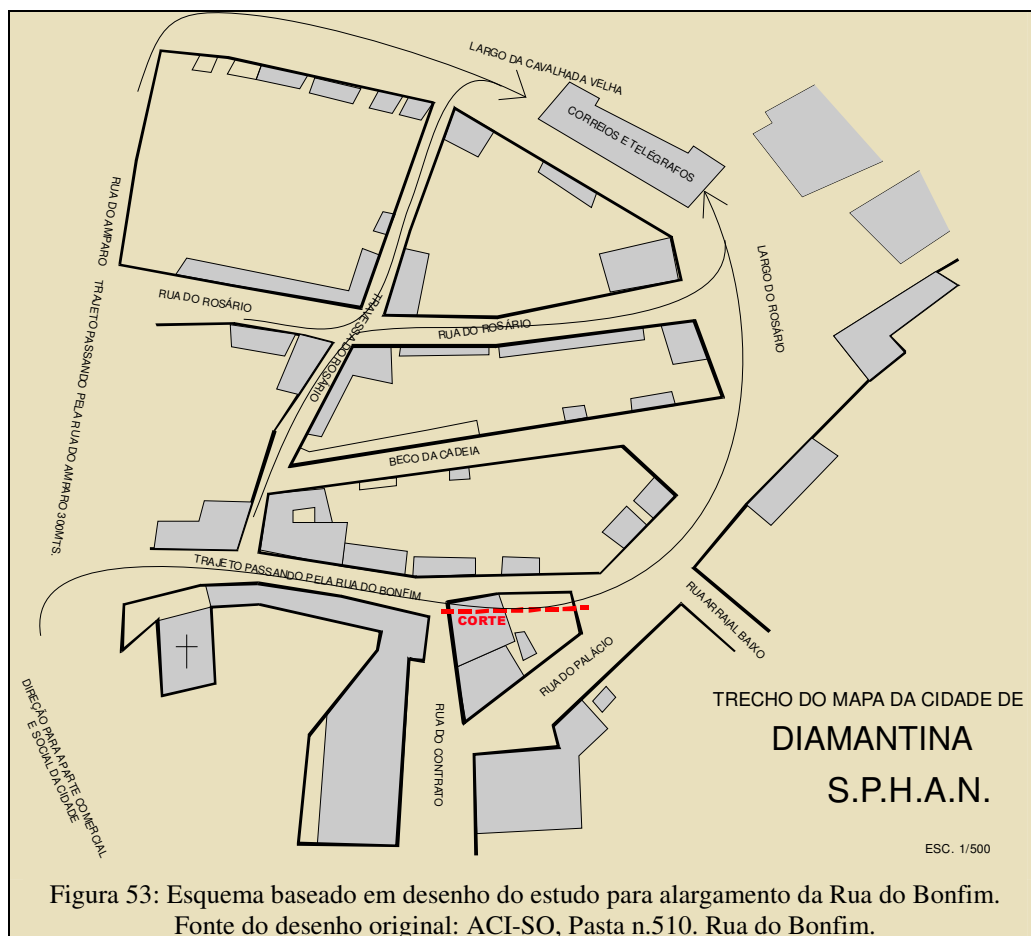 LARGO DA CAVALHADA VELHA
CORREIOS E TELÉGRAFOS
RUA DO AMPARO TRAJETO PASSANDO PELA RUA DO AMPARO 300MTS.
RUA DO ROSÁRIO
TRAVESSA DO ROSÁRIO
RUA DO ROSÁRIO
LARGO DO ROSÁRIO
BECO DA CADEIA
TRAJETO PASSANDO PELA RUA DO BONFIM
CORTE
RUA ARRAIAL BAIXO
RUA DO PALÁCIO
RUA DO CONTRATO
DIREÇÃO PARA A PARTE COMERCIAL
E SOCIAL DA CIDADE
TRECHO DO MAPA DA CIDADE DE
DIAMANTINA
S.P.H.A.N.
ESC. 1/500
Figura 53: Esquema baseado em desenho do estudo para alargamento da Rua do Bonfim.
Fonte do desenho original: ACI-SO, Pasta n.510. Rua do Bonfim.